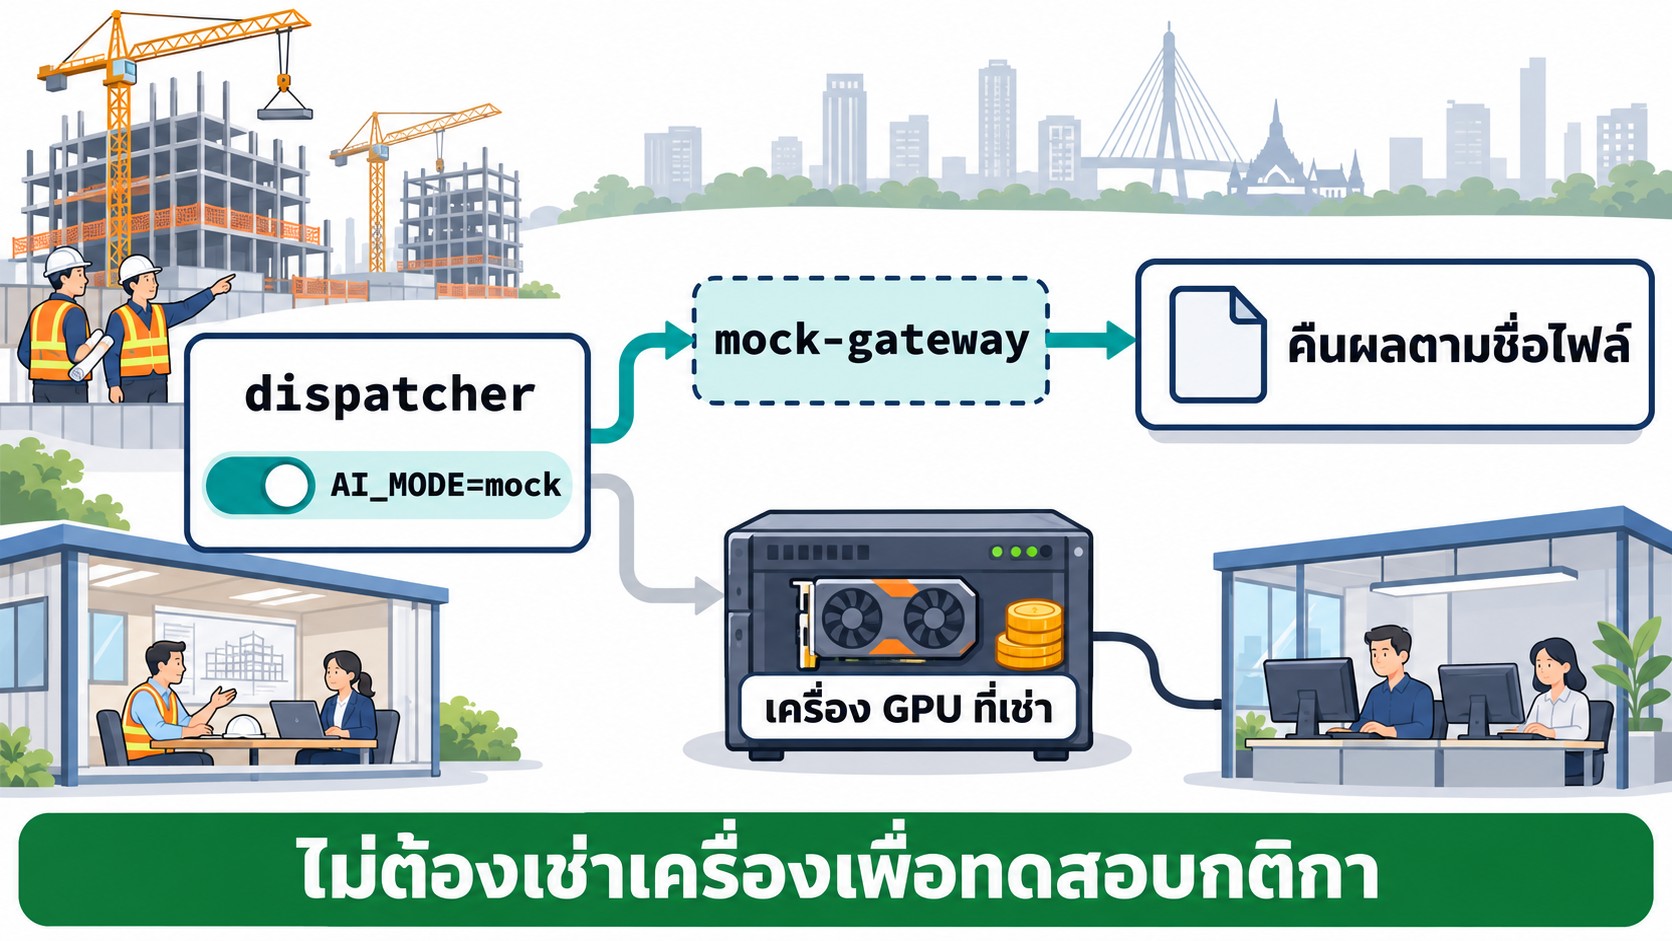 dispatcher
AI_MODE=mock
mock-gateway
คืนผลตามชื่อไฟล์
เครื่อง GPU ที่เช่า
ไม่ต้องเช่าเครื่องเพื่อทดสอบกติกา